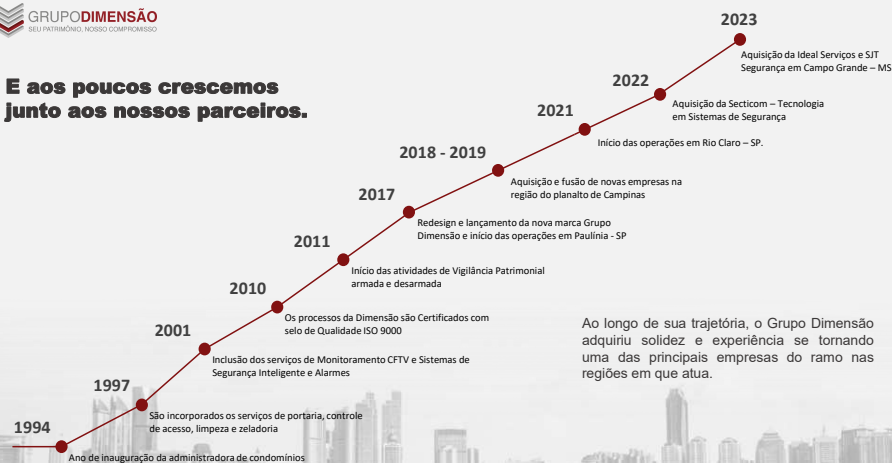 GRUPODIMENSÃO
SEU PATRIMÔNIO. NOSSO COMPROMISSO
E aos poucos crescemos
junto aos nossos parceiros.
2023
Aquisição da Ideal Serviços e SJT
Segurança em Campo Grande – MS
2022
Aquisição da Secticom – Tecnologia
em Sistemas de Segurança
2021
Início das operações em Rio Claro – SP.
2018 - 2019
Aquisição e fusão de novas empresas na
região do planalto de Campinas
2017
Redesign e lançamento da nova marca Grupo
Dimensão e início das operações em Paulínia - SP
2011
Início das atividades de Vigilância Patrimonial
armada e desarmada
2010
Os processos da Dimensão são Certificados com
selo de Qualidade ISO 9000
2001
Inclusão dos serviços de Monitoramento CFTV e Sistemas de
Segurança Inteligente e Alarmes
1997
São incorporados os serviços de portaria, controle
de acesso, limpeza e zeladoria
1994
Ano de inauguração da administradora de condomínios
Ao longo de sua trajetória, o Grupo Dimensão
adquiriu solidez e experiência se tornando
uma das principais empresas do ramo nas
regiões em que atua.